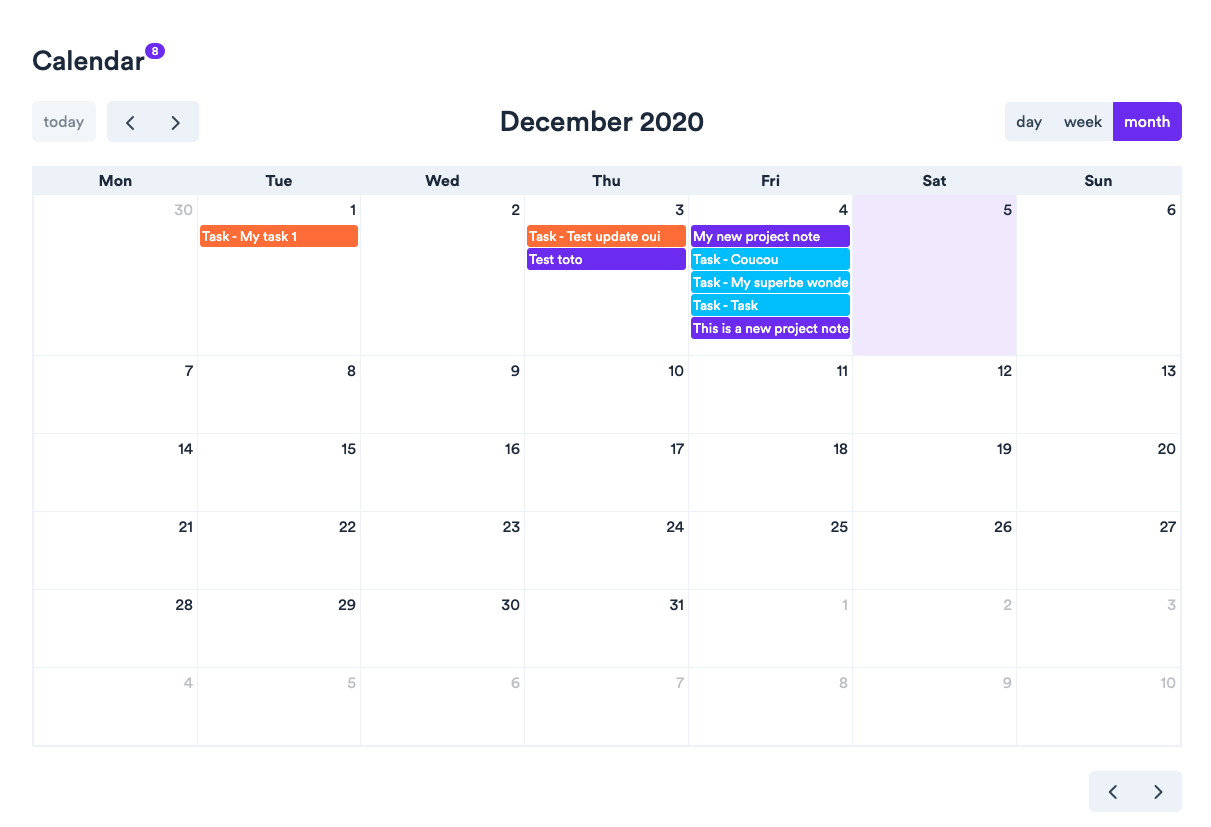 Calendar 8
today
December 2020
day week month
Mon Tue Wed Thu Fri Sat Sun
30 1 2 3 4 5 6
Task - My task 1 Task - Test update oui My new project note
Test toto Task - Coucou
Task - My superbe wonde
Task - Task
This is a new project note
7 8 9 10 11 12 13
14 15 16 17 18 19 20
21 22 23 24 25 26 27
28 29 30 31 1 2 3
4 5 6 7 8 9 10